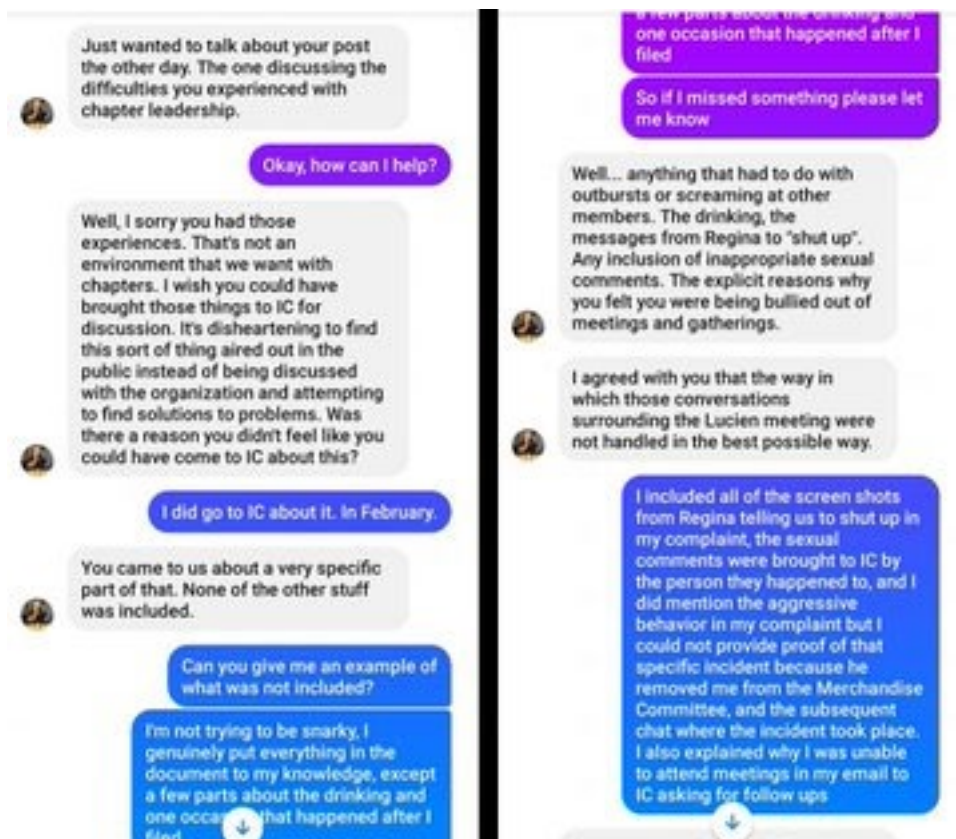 Just wanted to talk about your post
the other day. The one discussing the
difficulties you experienced with
chapter leadership.
Okay, how can I help?
Well, I sorry you had those
experiences. That's not an
environment that we want with
chapters. I wish you could have
brought those things to IC for
discussion. It's disheartening to find
this sort of thing aired out in the
public instead of being discussed
with the organization and attempting
to find solutions to problems. Was
there a reason you didn't feel like you
could have come to IC about this?
I did go to IC about it. In February.
You came to us about a very specific
part of that. None of the other stuff
was included.
Can you give me an example of
what was not included?
I'm not trying to be snarky, I
genuinely put everything in the
document to my knowledge, except
a few parts about the drinking and
one occas that happened after I
filed
a few parts about the drinking and
one occasion that happened after I
filed
So if I missed something please let
me know
Well... anything that had to do with
outbursts or screaming at other
members. The drinking, the
messages from Regina to "shut up".
Any inclusion of inappropriate sexual
comments. The explicit reasons why
you felt you were being bullied out of
meetings and gatherings.
I agreed with you that the way in
which those conversations
surrounding the Lucien meeting were
not handled in the best possible way.
I included all of the screen shots
from Regina telling us to shut up in
my complaint, the sexual
comments were brought to IC by
the person they happened to, and I
did mention the aggressive
behavior in my complaint but I
could not provide proof of that
specific incident because he
removed me from the Merchandise
Committee, and the subsequent
chat where the incident took place.
I also explained why I was unable
to attend meetings in my email to
IC asking for follow ups